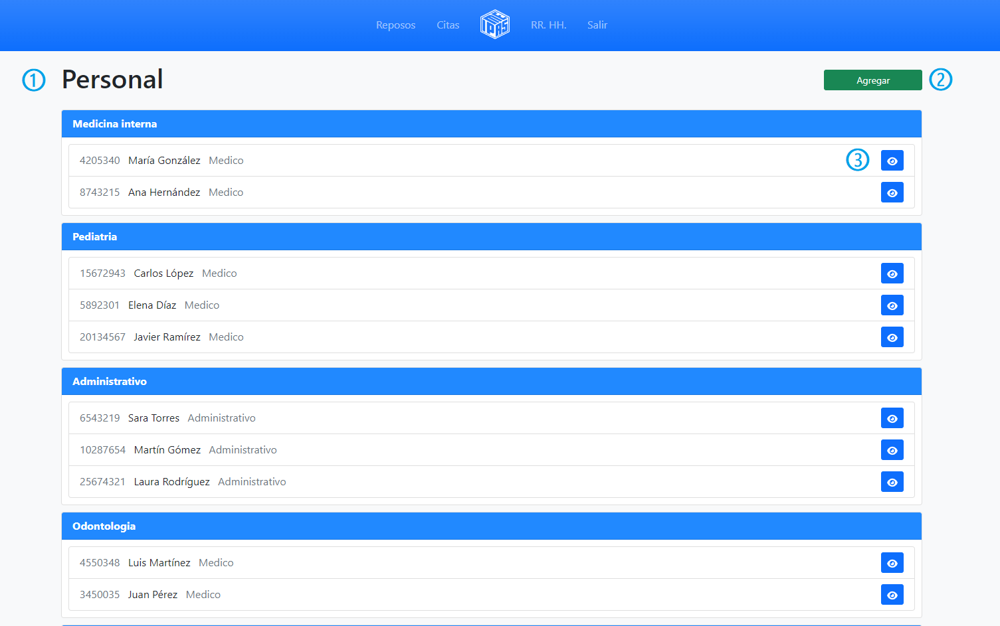 Reposos Citas IPAS RR. HH. Salir
1 Personal Agregar 2
Medicina interna
4205340 María González Medico 3
8743215 Ana Hernández Medico
Pediatria
15672943 Carlos López Medico
5892301 Elena Díaz Medico
20134567 Javier Ramírez Medico
Administrativo
6543219 Sara Torres Administrativo
10287654 Martín Gómez Administrativo
25674321 Laura Rodríguez Administrativo
Odontologia
4550348 Luis Martínez Medico
3450035 Juan Pérez Medico